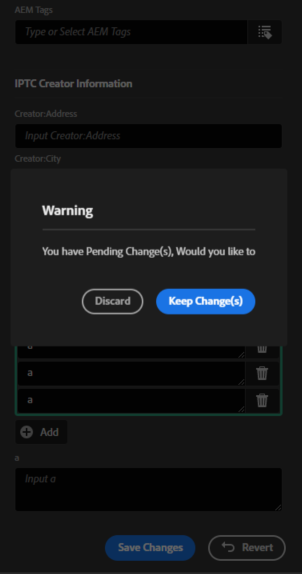 AEM Tags
Type or Select AEM Tags
IPTC Creator Information
Creator:Address
Input Creator:Address
Creator:City
Warning
You have Pending Change(s), Would you like to
Discard Keep Change(s)
a
a
a
Add
a
Input a
Save Changes Revert